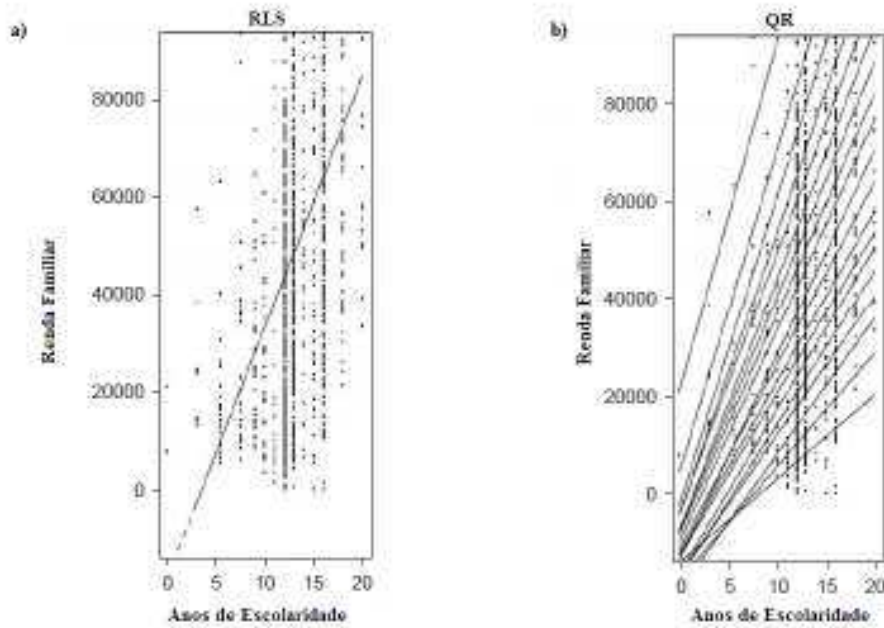 a)
RLS
80000
60000
40000
20000
0
Renda Familiar
0 5 10 15 20
Anos de Escolaridade
b)
QR
80000
60000
40000
20000
0
Renda Familiar
0 5 10 15 20
Anos de Escolaridade